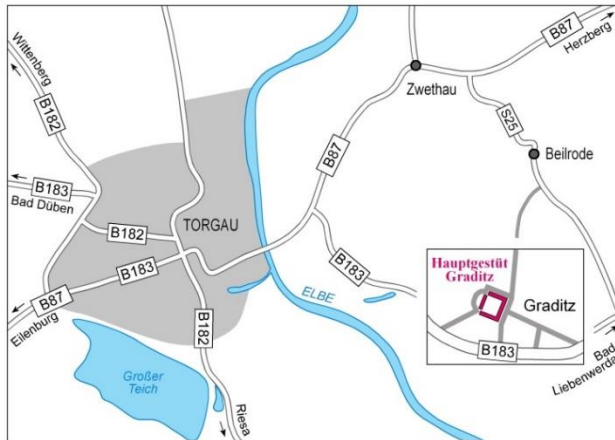 B87
Herzberg
Wittenberg
B182
Zwethau
S25
Beilrode
B87
B183
Bad Düben
B182
TORGAU
B183
B183
Hauptgestüt
Graditz
Graditz
B87
Eilenburg
ELBE
B182
B183
Bad
Liebenwerda
Großer
Teich
Riesa